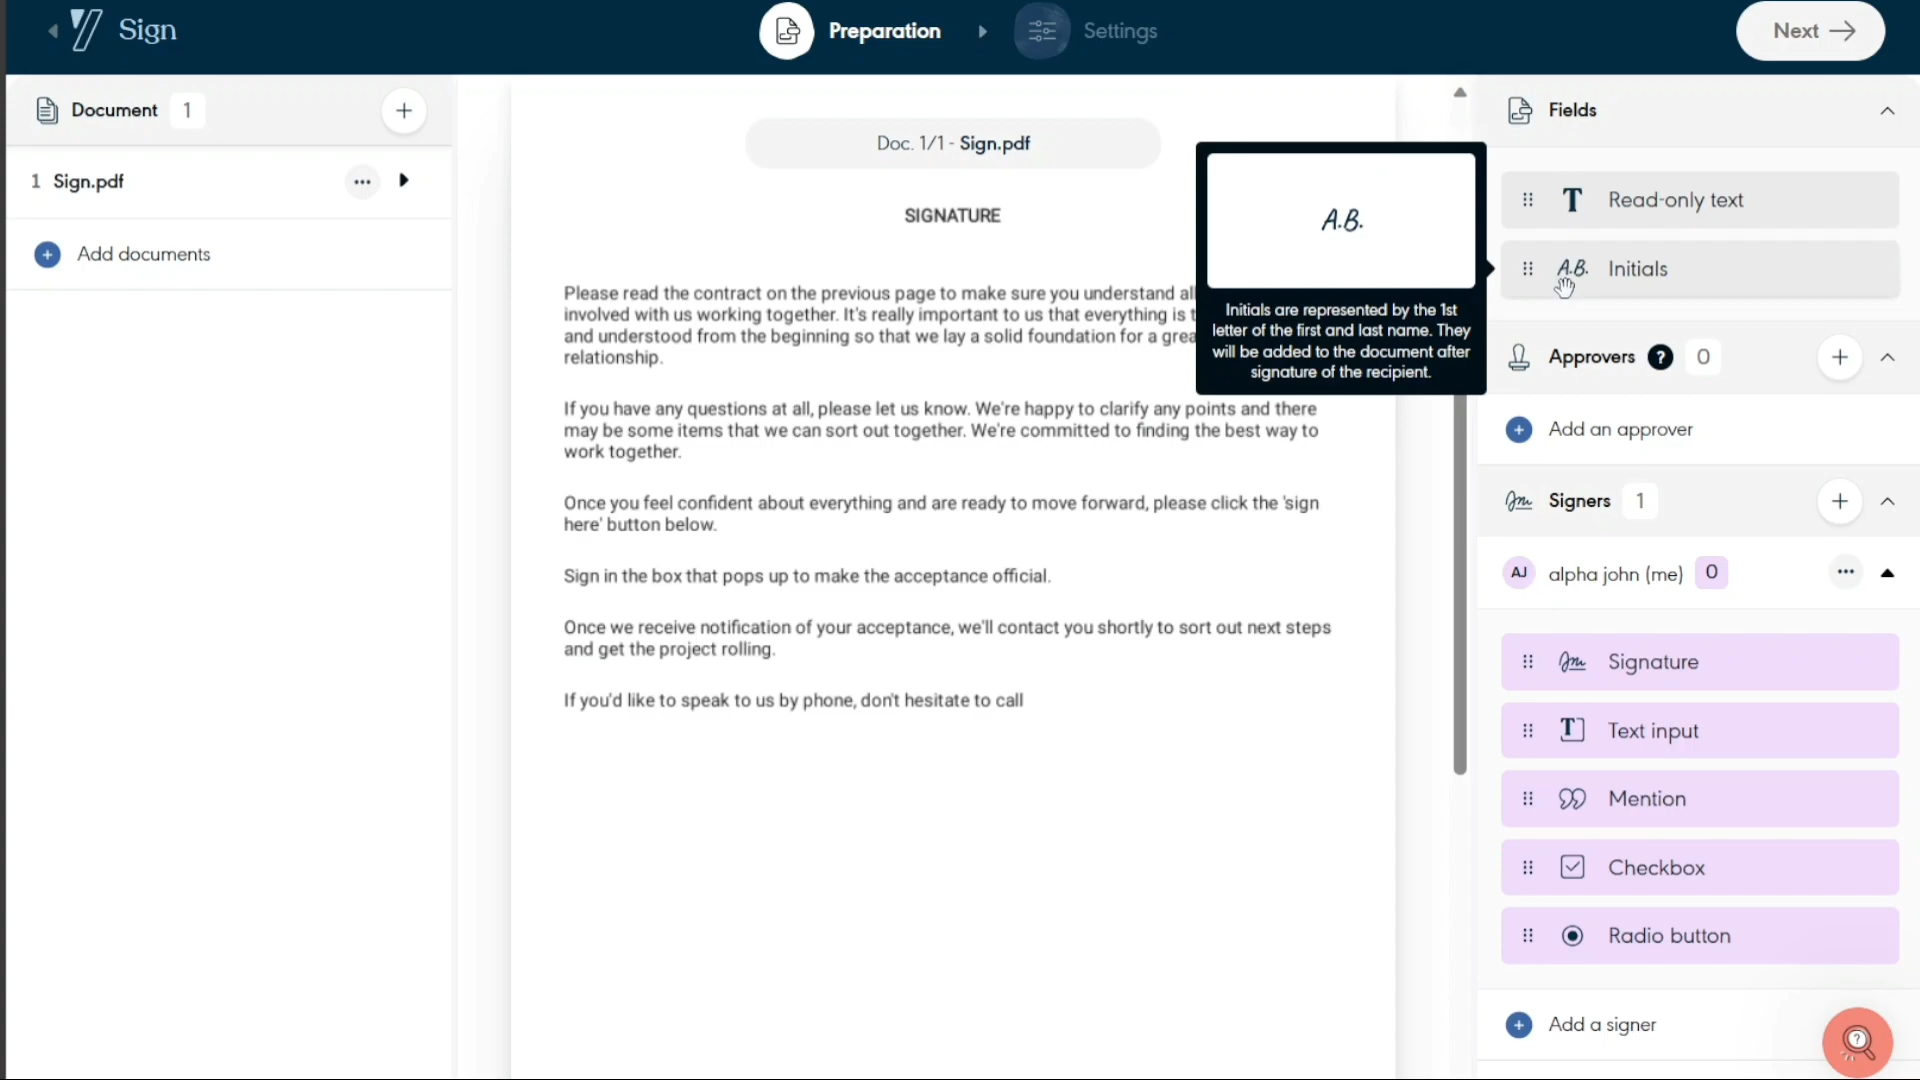 Sign
Preparation
Settings
Next
Document 1
1 Sign.pdf
Add documents
Doc. 1/1 - Sign.pdf
SIGNATURE
Please read the contract on the previous page to make sure you understand all
involved with us working together. It's really important to us that everything is t
and understood from the beginning so that we lay a solid foundation for a grea
relationship.
If you have any questions at all, please let us know. We're happy to clarify any points and there
may be some items that we can sort out together. We're committed to finding the best way to
work together.
Once you feel confident about everything and are ready to move forward, please click the 'sign
here' button below.
Sign in the box that pops up to make the acceptance official.
Once we receive notification of your acceptance, we'll contact you shortly to sort out next steps
and get the project rolling.
If you'd like to speak to us by phone, don't hesitate to call
A.B.
Initials are represented by the 1st
letter of the first and last name. They
will be added to the document after
signature of the recipient.
Fields
T Read-only text
A.B. Initials
Approvers ? 0
Add an approver
Signers 1
AJ alpha john (me) 0
Signature
T Text input
Mention
Checkbox
Radio button
Add a signer